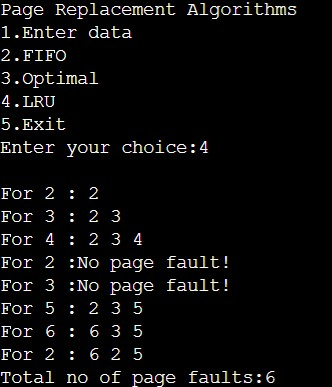 Page Replacement Algorithms
1.Enter data
2.FIFO
3.Optimal
4.LRU
5.Exit
Enter your choice:4
For 2 : 2
For 3 : 2 3
For 4 : 2 3 4
For 2 :No page fault!
For 3 :No page fault!
For 5 : 2 3 5
For 6 : 6 3 5
For 2 : 6 2 5
Total no of page faults:6